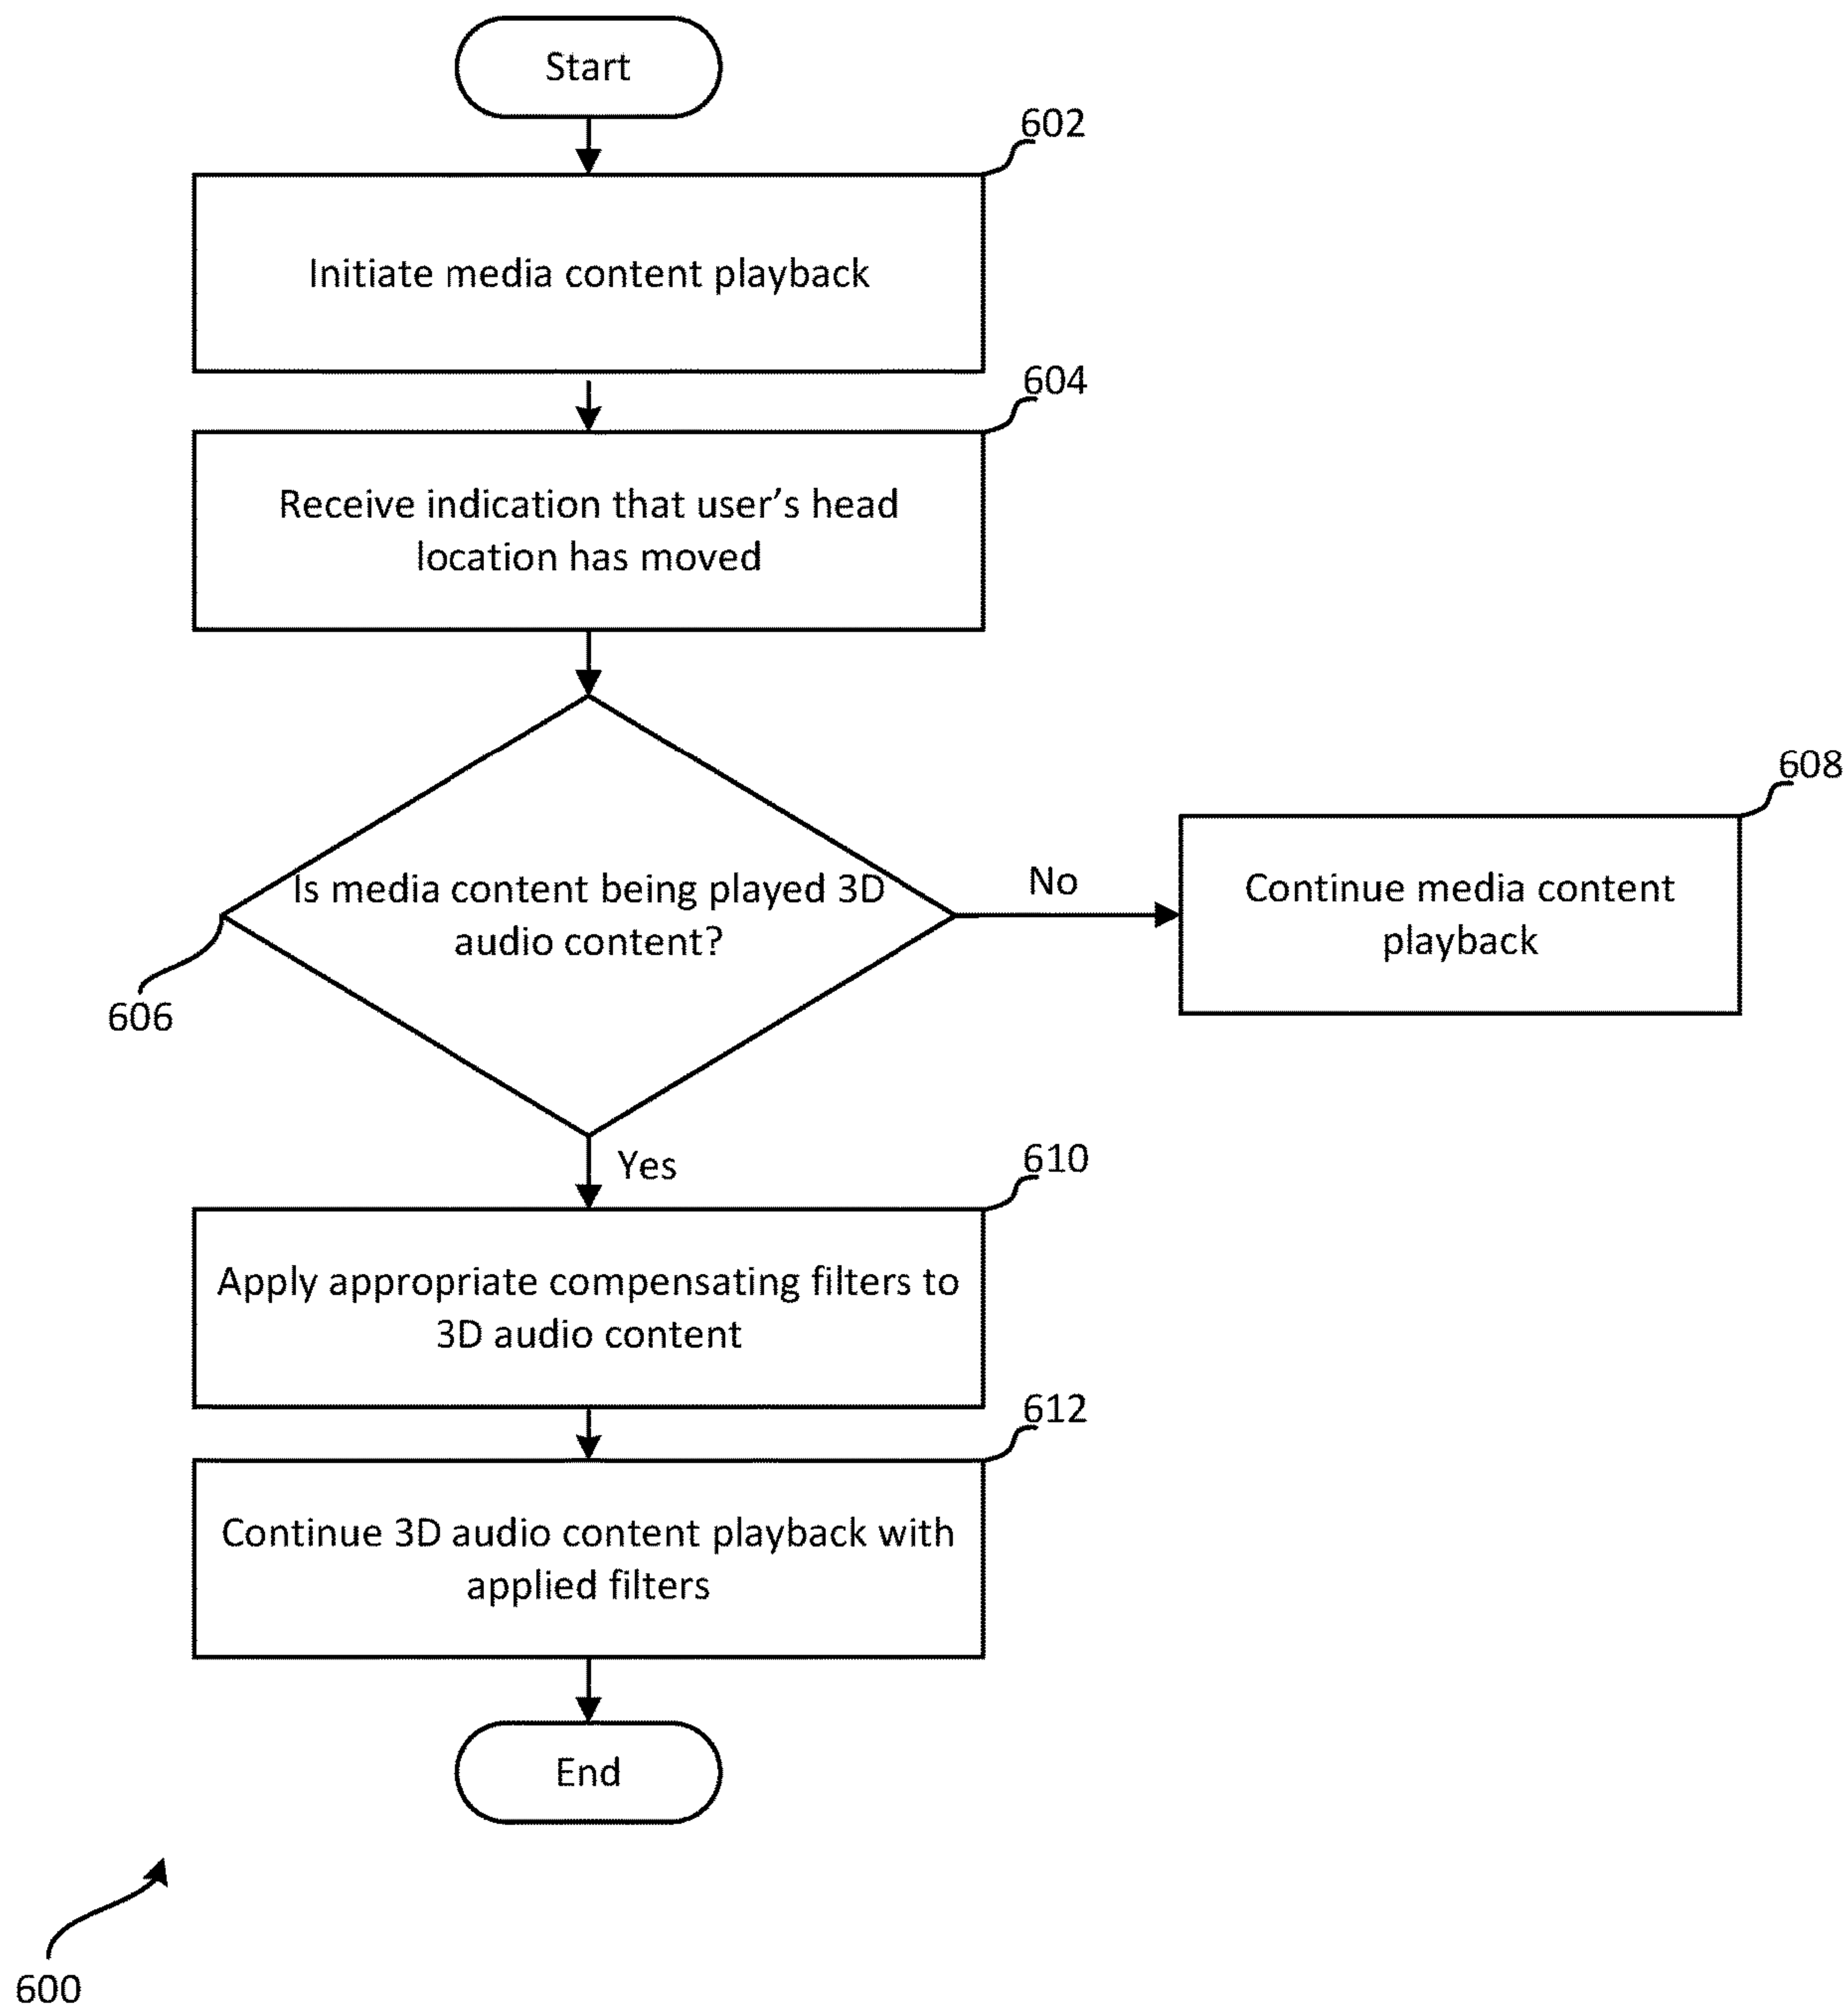 Start
602
Initiate media content playback
604
Receive indication that user's head
location has moved
Is media content being played 3D
audio content?
606
No
608
Continue media content
playback
Yes
610
Apply appropriate compensating filters to
3D audio content
612
Continue 3D audio content playback with
applied filters
End
600